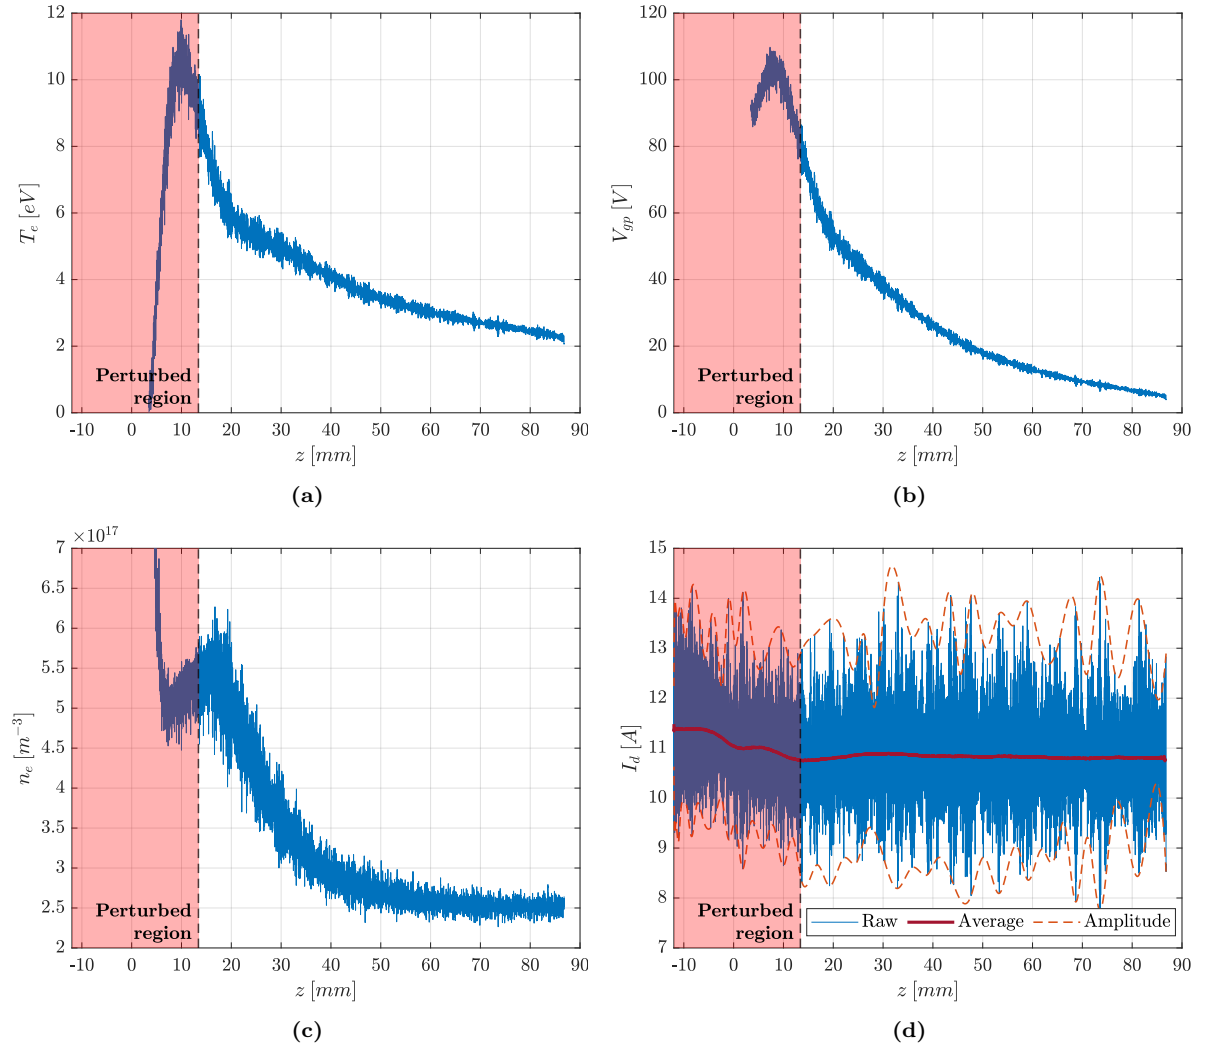 12
10
8
6
4
2
0
T_e [eV]
Perturbed
region
-10 0 10 20 30 40 50 60 70 80 90
z [mm]
(a)
120
100
80
60
40
20
0
V_gp [V]
Perturbed
region
-10 0 10 20 30 40 50 60 70 80 90
z [mm]
(b)
×10^17
7
6.5
6
5.5
5
4.5
4
3.5
3
2.5
2
n_e [m^-3]
Perturbed
region
-10 0 10 20 30 40 50 60 70 80 90
z [mm]
(c)
15
14
13
12
11
10
9
8
7
I_d [A]
Perturbed
region
Raw Average Amplitude
-10 0 10 20 30 40 50 60 70 80 90
z [mm]
(d)